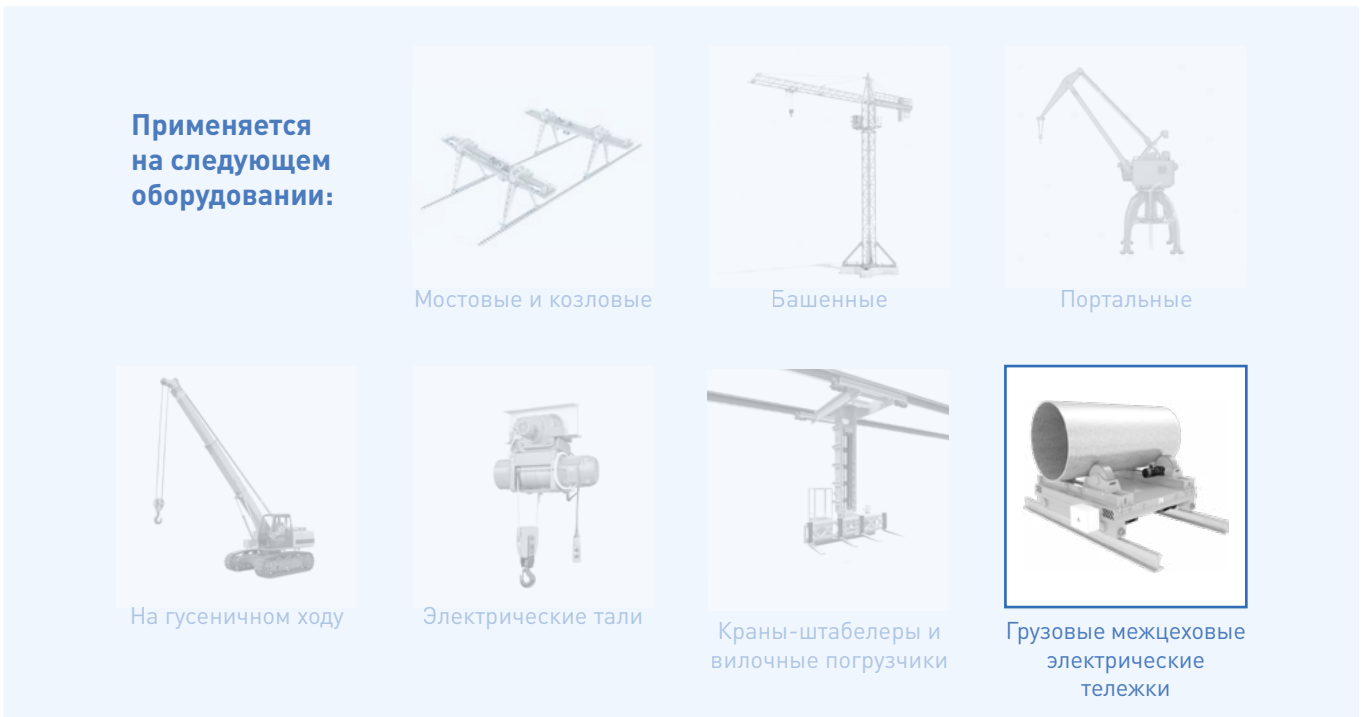 Применяется
на следующем
оборудовании:
Мостовые и козловые
Башенные
Портальные
На гусеничном ходу
Электрические тали
Краны-штабелеры и
вилочные погрузчики
Грузовые межцеховые
электрические
тележки